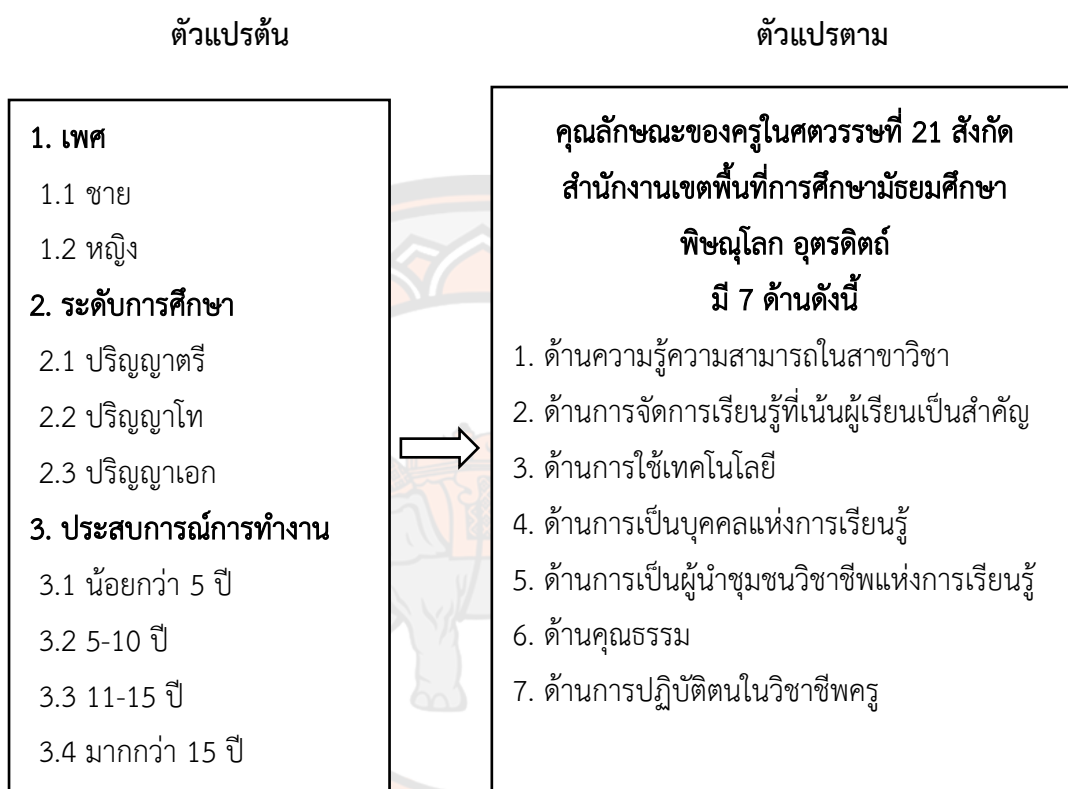 ตัวแปรต้น
ตัวแปรตาม
1. เพศ
1.1 ชาย
1.2 หญิง
2. ระดับการศึกษา
2.1 ปริญญาตรี
2.2 ปริญญาโท
2.3 ปริญญาเอก
3. ประสบการณ์การทำงาน
3.1 น้อยกว่า 5 ปี
3.2 5-10 ปี
3.3 11-15 ปี
3.4 มากกว่า 15 ปี
คุณลักษณะของครูในศตวรรษที่ 21 สังกัด
สำนักงานเขตพื้นที่การศึกษามัธยมศึกษา
พิษณุโลก อุตรดิตถ์
มี 7 ด้านดังนี้
1. ด้านความรู้ความสามารถในสาขาวิชา
2. ด้านการจัดการเรียนรู้ที่เน้นผู้เรียนเป็นสำคัญ
3. ด้านการใช้เทคโนโลยี
4. ด้านการเป็นบุคคลแห่งการเรียนรู้
5. ด้านการเป็นผู้นำชุมชนวิชาชีพแห่งการเรียนรู้
6. ด้านคุณธรรม
7. ด้านการปฏิบัติตนในวิชาชีพครู